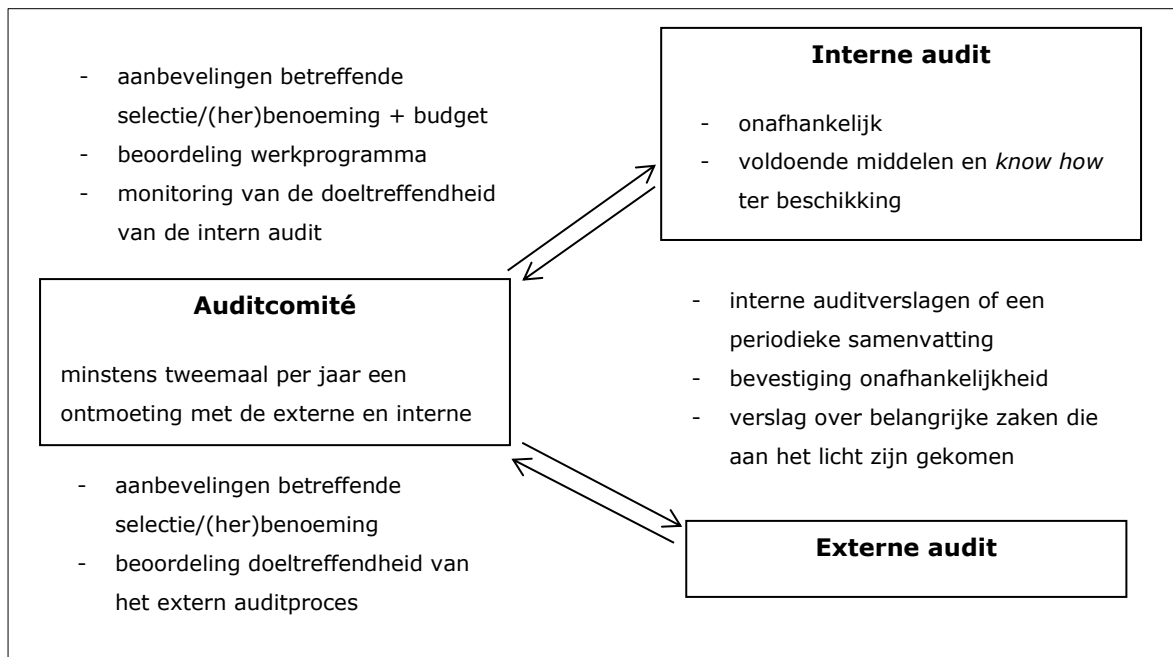 - aanbevelingen betreffende
selectie/(her)benoeming + budget
- beoordeling werkprogramma
- monitoring van de doeltreffendheid
van de intern audit
Interne audit
- onafhankelijk
- voldoende middelen en know how
ter beschikking
Auditcomité
minstens tweemaal per jaar een
ontmoeting met de externe en interne
- interne auditverslagen of een
periodieke samenvatting
- bevestiging onafhankelijkheid
- verslag over belangrijke zaken die
aan het licht zijn gekomen
- aanbevelingen betreffende
selectie/(her)benoeming
- beoordeling doeltreffendheid van
het extern auditproces
Externe audit